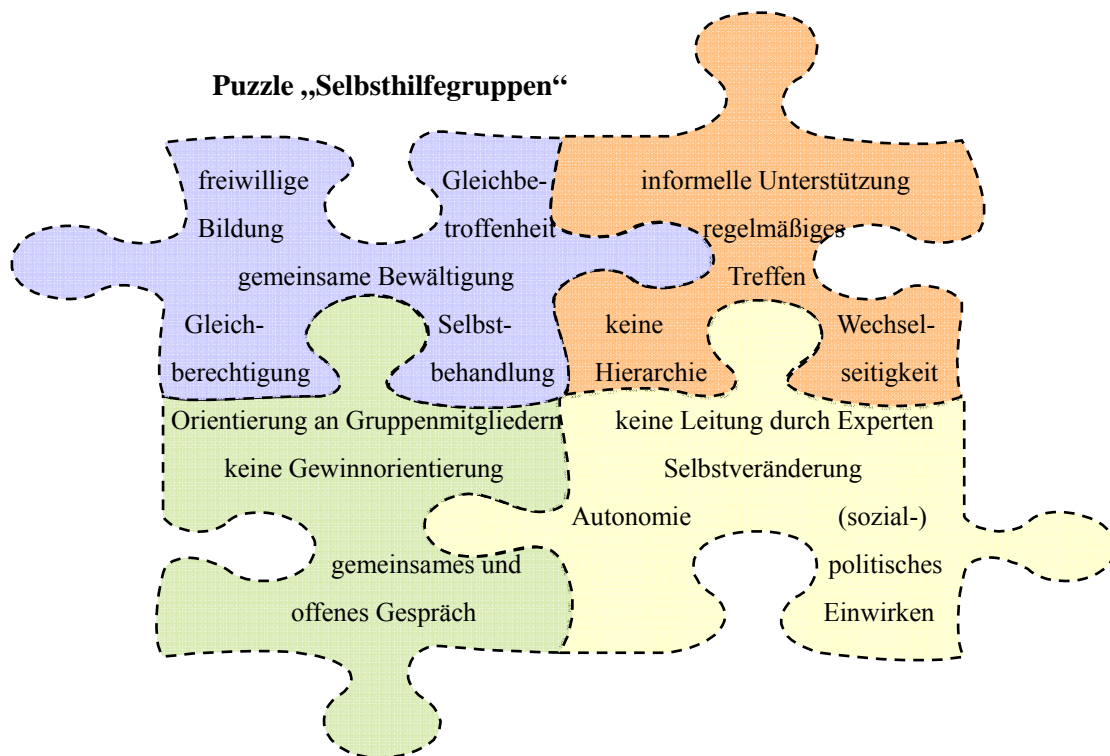 Puzzle „Selbsthilfegruppen“
freiwillige
Bildung
Gleichbe-
troffenheit
gemeinsame Bewältigung
Gleich-
berechtigung
Selbst-
behandlung
informelle Unterstützung
regelmäßiges
Treffen
keine
Hierarchie
Wechsel-
seitigkeit
Orientierung an Gruppenmitgliedern
keine Gewinnorientierung
gemeinsames und
offenes Gespräch
keine Leitung durch Experten
Selbstveränderung
Autonomie
(sozial-)
politisches
Einwirken